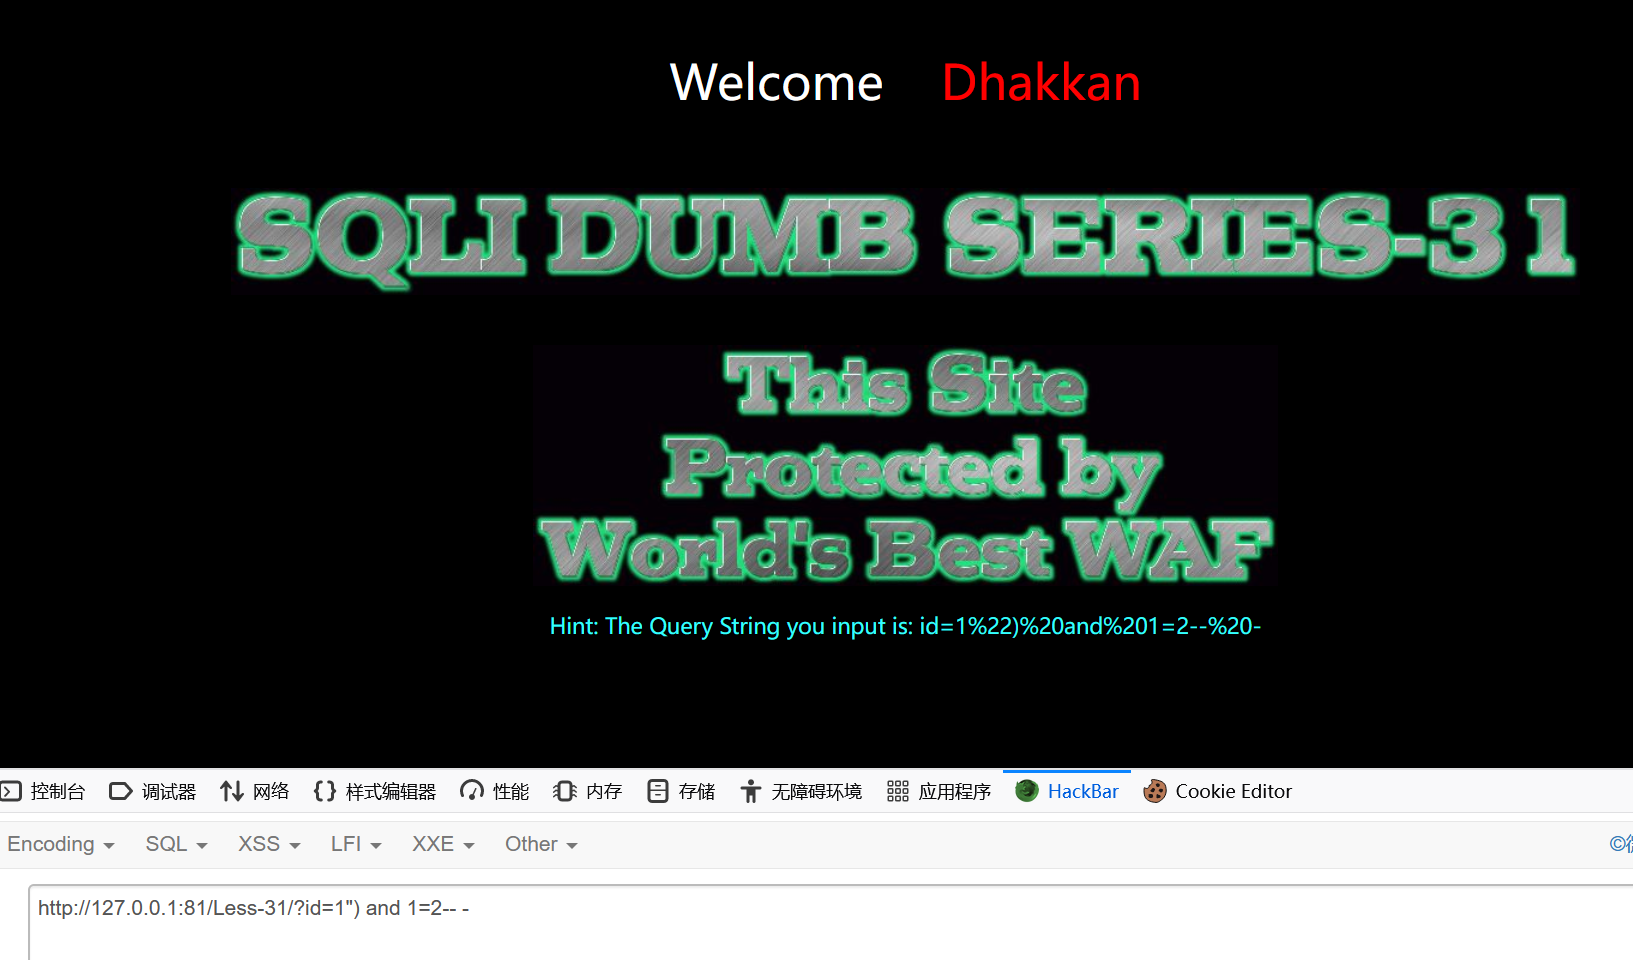 Welcome Dhakkan
SQLI DUMB SERIES-3 1
This Site
Protected by
World's Best WAF
Hint: The Query String you input is: id=1%22)%20and%201=2--%20-
控制台 调试器 网络 样式编辑器 性能 内存 存储 无障碍环境 应用程序 HackBar Cookie Editor
Encoding SQL XSS LFI XXE Other ©
http://127.0.0.1:81/Less-31/?id=1") and 1=2-- -